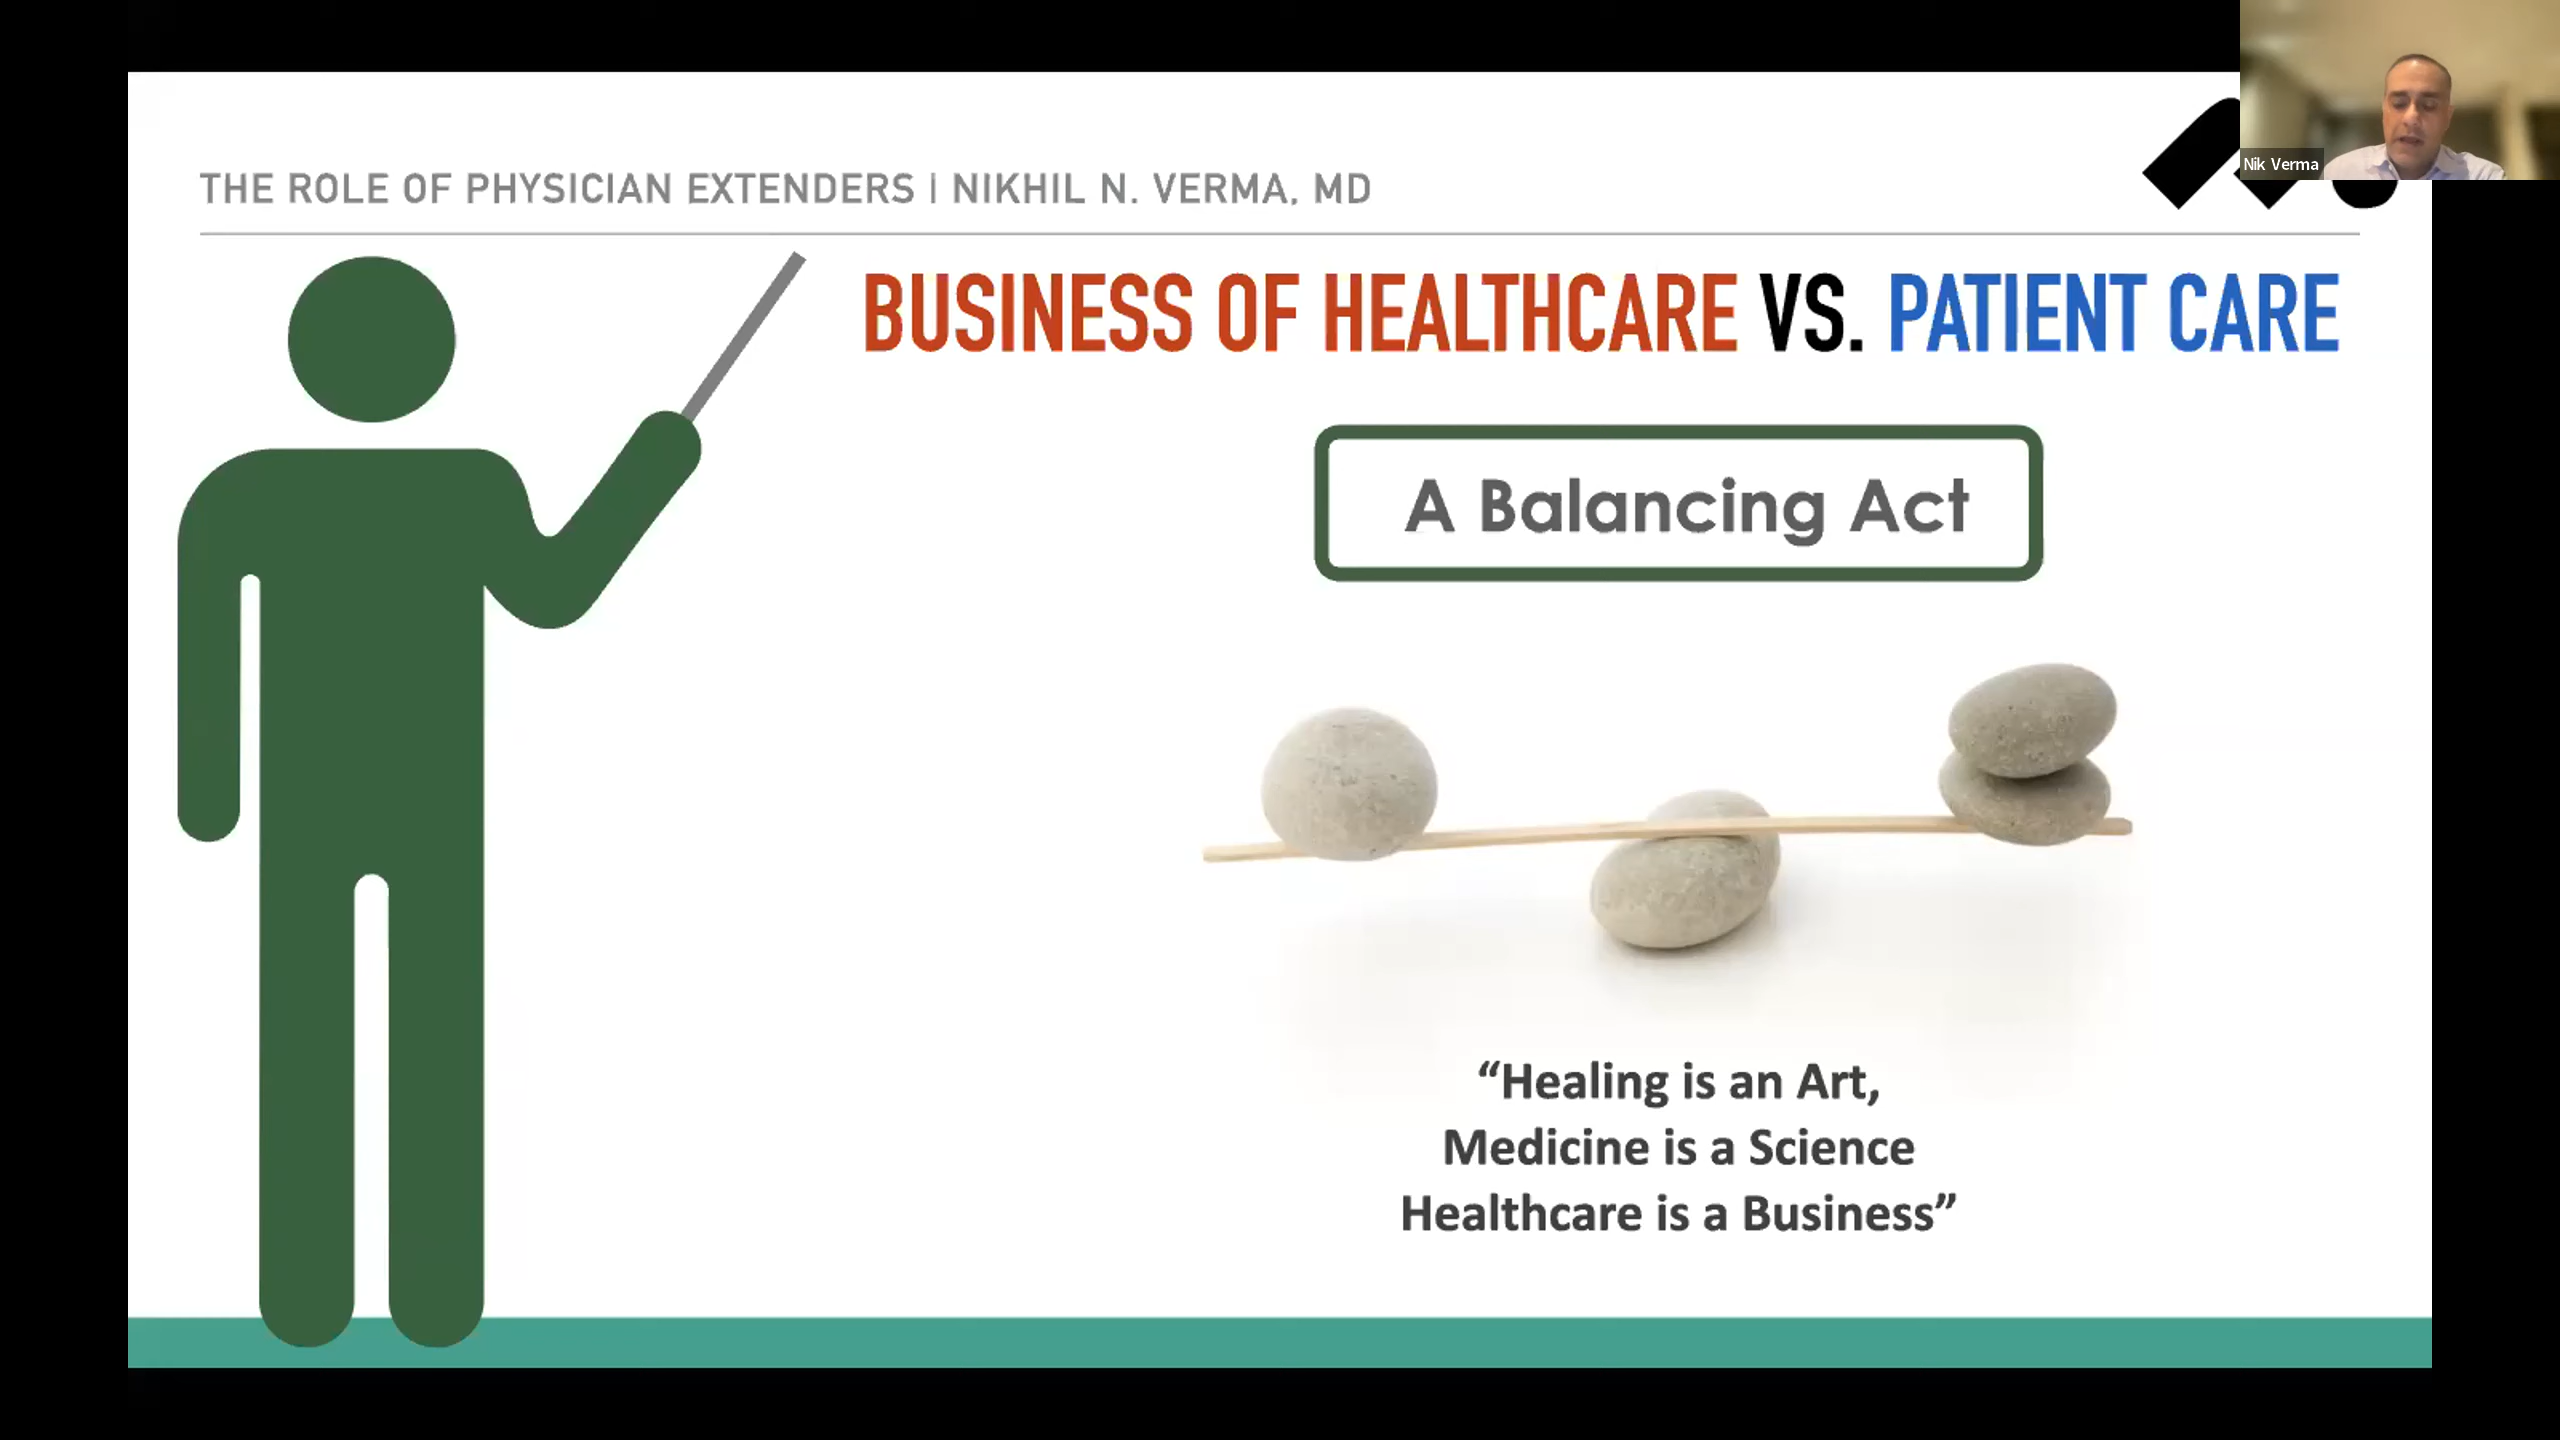 THE ROLE OF PHYSICIAN EXTENDERS | NIKHIL N. VERMA, MD
Nik Verma
BUSINESS OF HEALTHCARE VS. PATIENT CARE
A Balancing Act
“Healing is an Art,
Medicine is a Science
Healthcare is a Business”